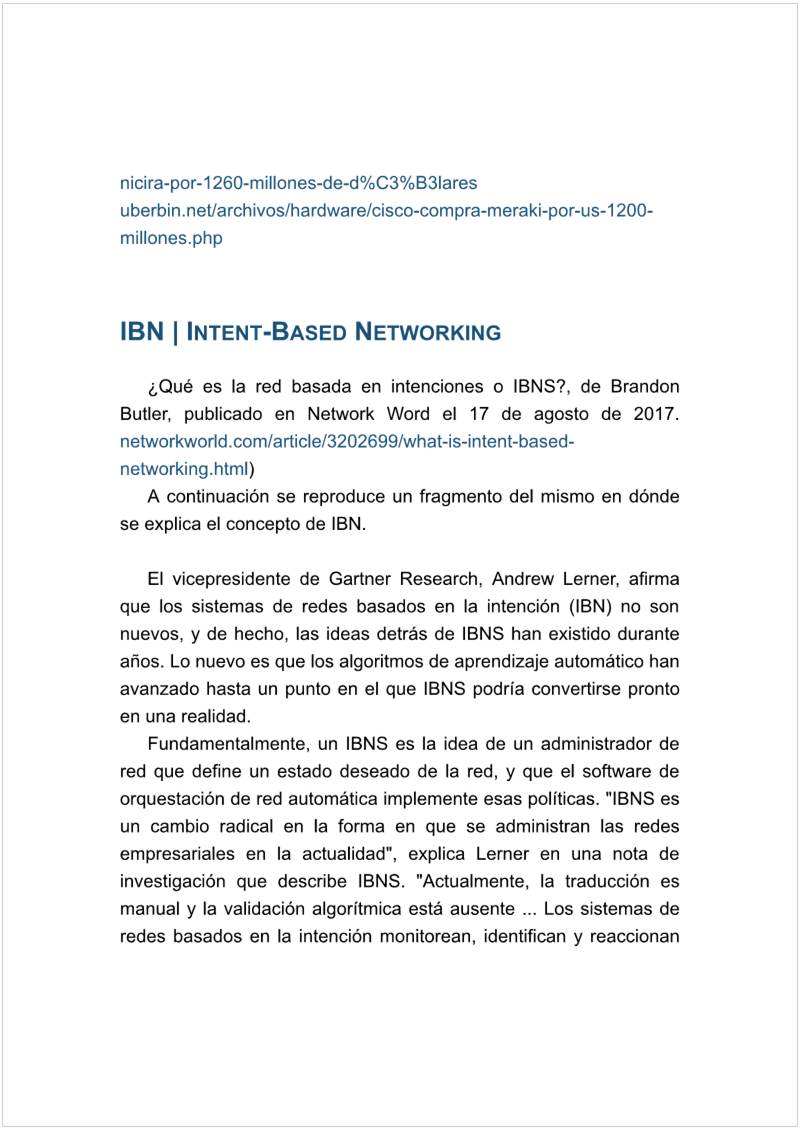 nicira-por-1260-millones-de-d%C3%B3lares
uberbin.net/archivos/hardware/cisco-compra-meraki-por-us-1200-
millones.php
IBN | INTENT-BASED NETWORKING
¿Qué es la red basada en intenciones o IBNS?, de Brandon
Butler, publicado en Network Word el 17 de agosto de 2017.
networkworld.com/article/3202699/what-is-intent-based-
networking.html)
A continuación se reproduce un fragmento del mismo en dónde
se explica el concepto de IBN.
El vicepresidente de Gartner Research, Andrew Lerner, afirma
que los sistemas de redes basados en la intención (IBN) no son
nuevos, y de hecho, las ideas detrás de IBNS han existido durante
años. Lo nuevo es que los algoritmos de aprendizaje automático han
avanzado hasta un punto en el que IBNS podría convertirse pronto
en una realidad.
Fundamentalmente, un IBNS es la idea de un administrador de
red que define un estado deseado de la red, y que el software de
orquestación de red automática implemente esas políticas. "IBNS es
un cambio radical en la forma en que se administran las redes
empresariales en la actualidad", explica Lerner en una nota de
investigación que describe IBNS. "Actualmente, la traducción es
manual y la validación algorítmica está ausente ... Los sistemas de
redes basados en la intención monitorean, identifican y reaccionan